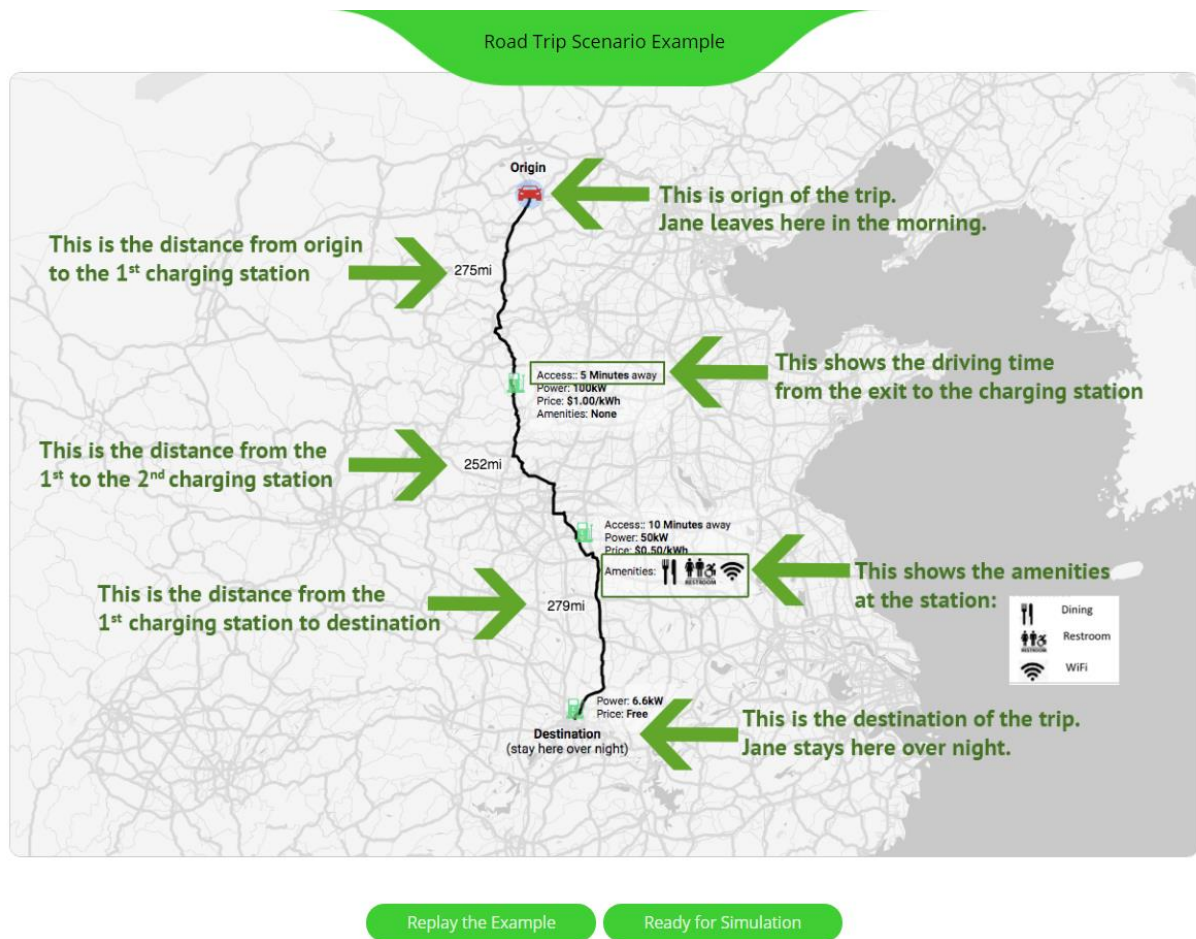 Road Trip Scenario Example
Origin
This is orign of the trip.
Jane leaves here in the morning.
This is the distance from origin
to the 1st charging station
275mi
Access:: 5 Minutes away
Power: 100kW
Price: $1.00/kWh
Amenities: None
This shows the driving time
from the exit to the charging station
This is the distance from the
1st to the 2nd charging station
252mi
Access:: 10 Minutes away
Power: 50kW
Price: $0.50/kWh
Amenities:
RESTROOM
This shows the amenities
at the station:
Dining
Restroom
RESTROOM
WiFi
This is the distance from the
1st charging station to destination
279mi
Power: 6.6kW
Price: Free
Destination
(stay here over night)
This is the destination of the trip.
Jane stays here over night.
Replay the Example
Ready for Simulation